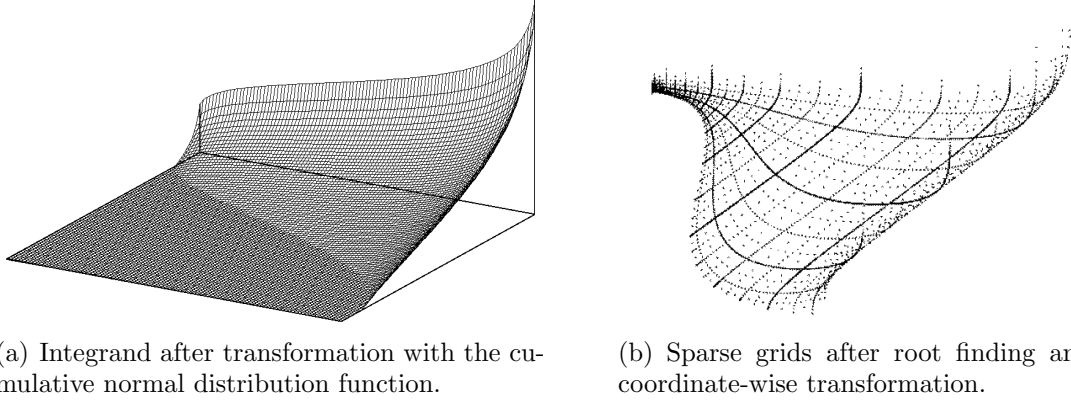 (a) Integrand after transformation with the cu-
mulative normal distribution function.
(b) Sparse grids after root finding an
coordinate-wise transformation.